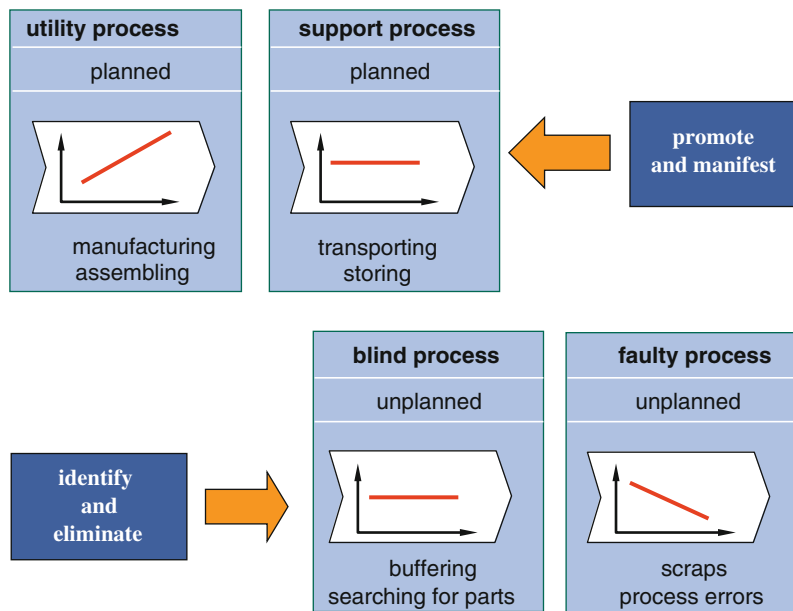 utility process
planned
manufacturing
assembling
support process
planned
transporting
storing
promote
and manifest
identify
and
eliminate
blind process
unplanned
buffering
searching for parts
faulty process
unplanned
scraps
process errors